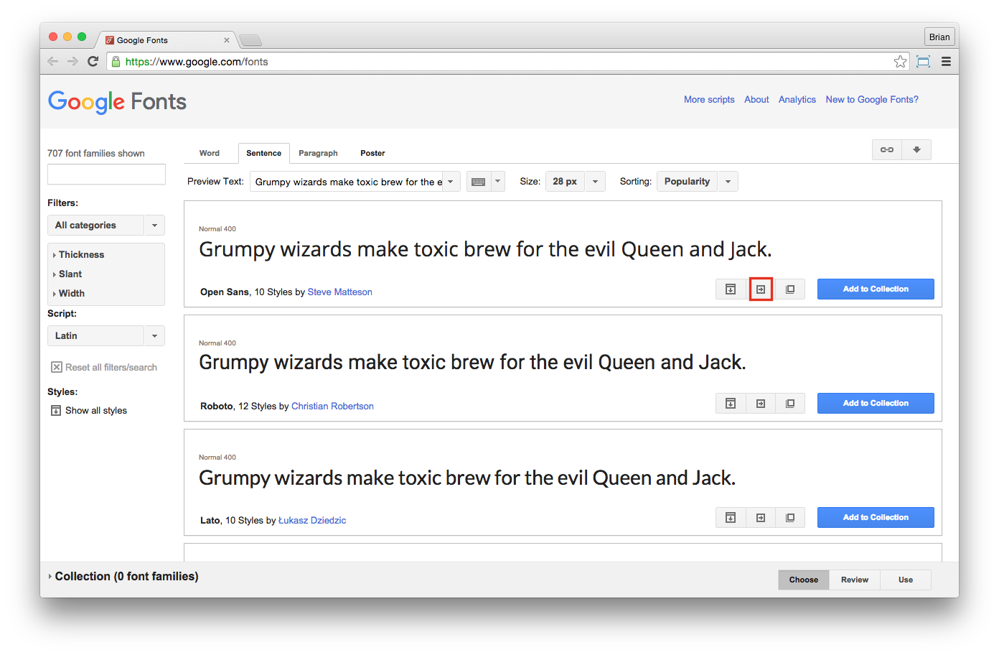 Google Fonts
Brian
https://www.google.com/fonts
Google Fonts
More scripts About Analytics New to Google Fonts?
707 font families shown
Filters:
All categories
Thickness
Slant
Width
Script:
Latin
Reset all filters/search
Styles:
Show all styles
Word Sentence Paragraph Poster
Preview Text: Grumpy wizards make toxic brew for the e Size: 28 px Sorting: Popularity
Normal 400
Grumpy wizards make toxic brew for the evil Queen and Jack.
Open Sans, 10 Styles by Steve Matteson Add to Collection
Normal 400
Grumpy wizards make toxic brew for the evil Queen and Jack.
Roboto, 12 Styles by Christian Robertson Add to Collection
Normal 400
Grumpy wizards make toxic brew for the evil Queen and Jack.
Lato, 10 Styles by Łukasz Dziedzic Add to Collection
Collection (0 font families) Choose Review Use